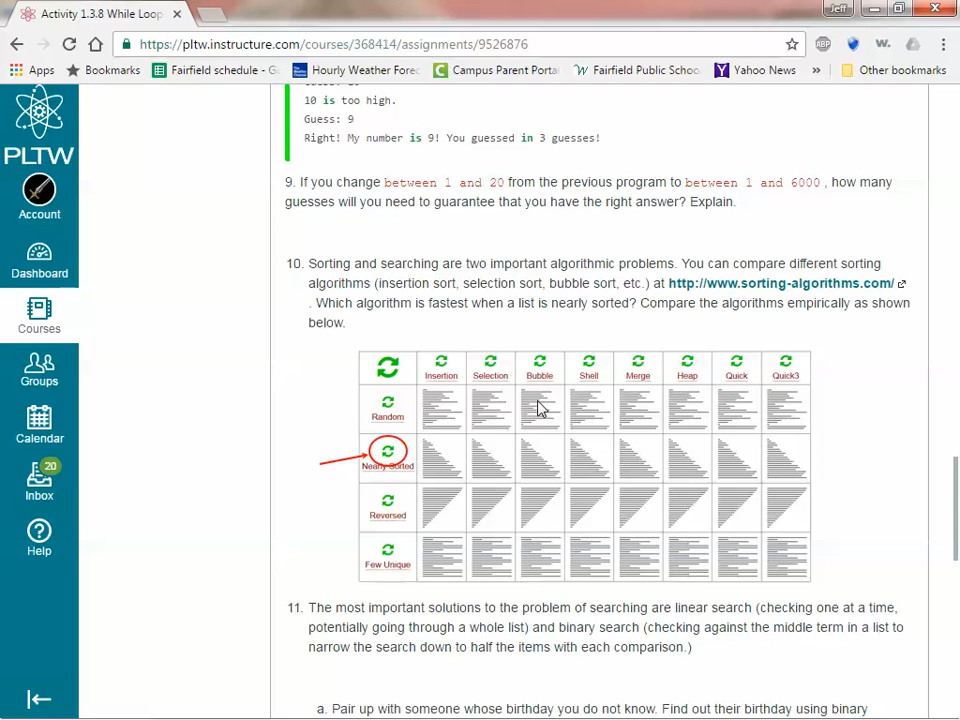 Activity 1.3.8 While Loop
Jeff
https://pltw.instructure.com/courses/368414/assignments/9526876
ABP
W.
Apps
Bookmarks
Fairfield schedule - G
Hourly Weather Forec
Campus Parent Porta
Fairfield Public Schoo
Yahoo News
»
Other bookmarks
PLTW
Account
Dashboard
Courses
Groups
Calendar
20
Inbox
Help
10 is too high.
Guess: 9
Right! My number is 9! You guessed in 3 guesses!
9. If you change between 1 and 20 from the previous program to between 1 and 6000, how many
guesses will you need to guarantee that you have the right answer? Explain.
10. Sorting and searching are two important algorithmic problems. You can compare different sorting
algorithms (insertion sort, selection sort, bubble sort, etc.) at http://www.sorting-algorithms.com/
. Which algorithm is fastest when a list is nearly sorted? Compare the algorithms empirically as shown
below.
Insertion Selection Bubble Shell Merge Heap Quick Quick3
Random
Nearly Sorted
Reversed
Few Unique
11. The most important solutions to the problem of searching are linear search (checking one at a time,
potentially going through a whole list) and binary search (checking against the middle term in a list to
narrow the search down to half the items with each comparison.)
a. Pair up with someone whose birthday you do not know. Find out their birthday using binary